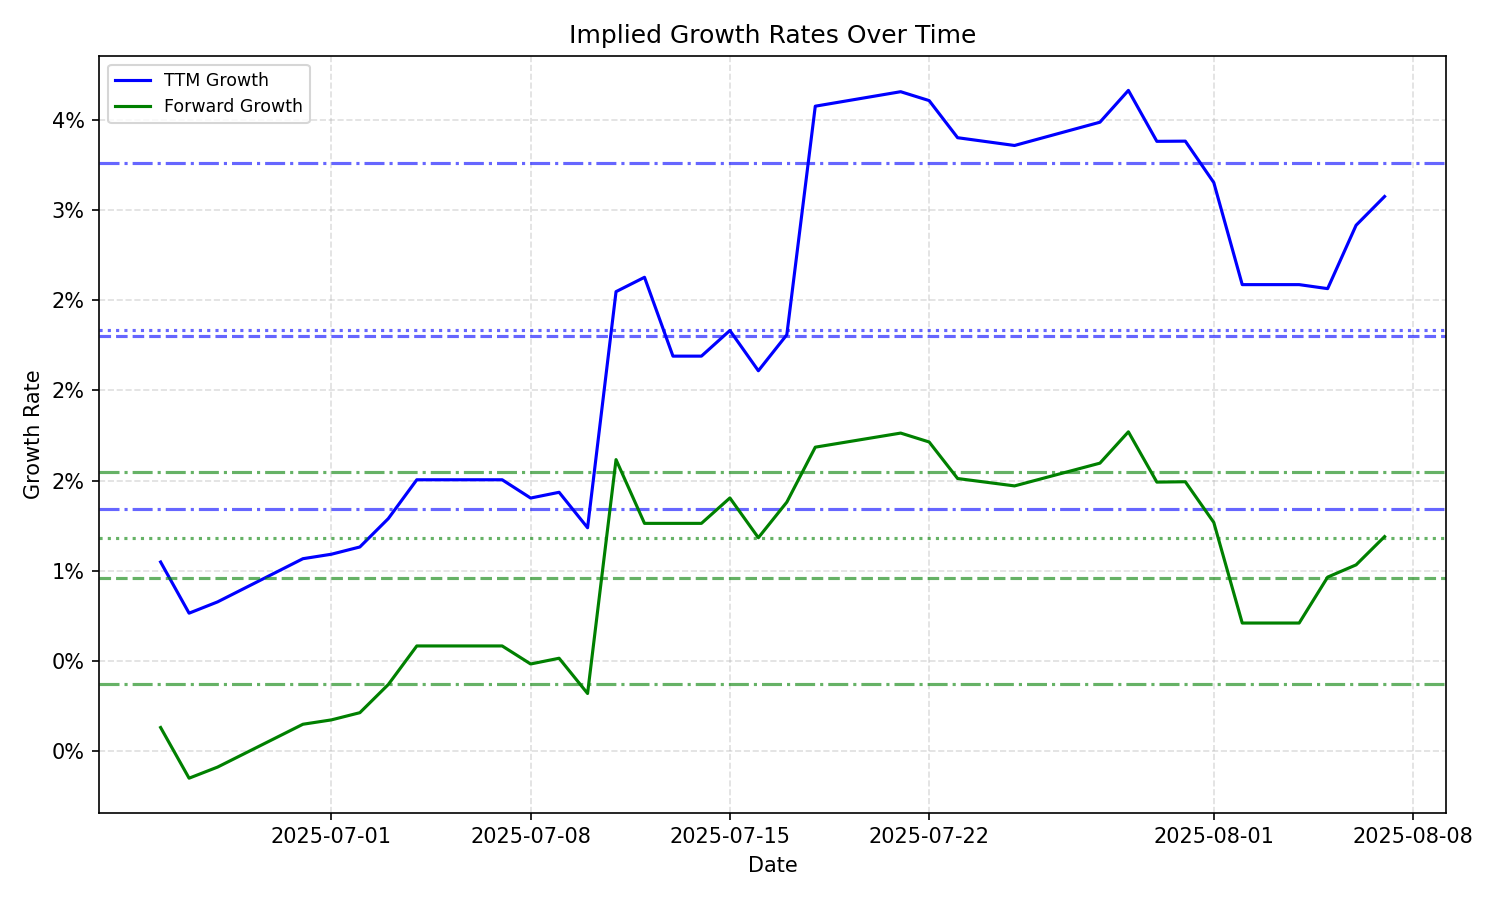 Implied Growth Rates Over Time
TTM Growth
Forward Growth
4%
3%
2%
2%
2%
1%
0%
0%
Growth Rate
2025-07-01
2025-07-08
2025-07-15
2025-07-22
2025-08-01
2025-08-08
Date